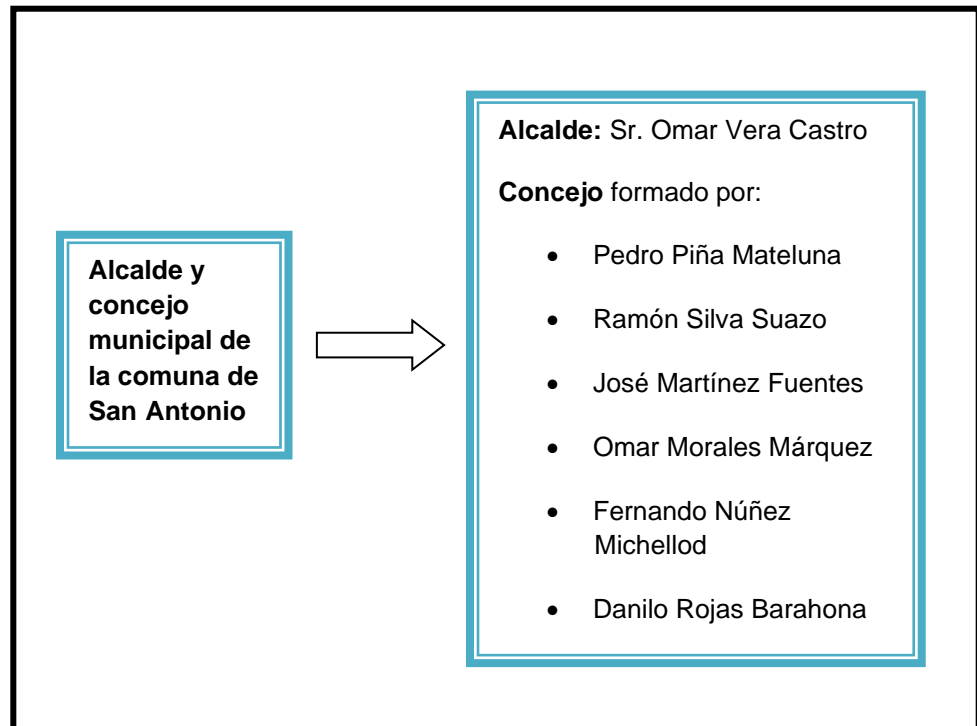 Alcalde y
concejo
municipal de
la comuna de
San Antonio
Alcalde: Sr. Omar Vera Castro
Concejo formado por:
• Pedro Piña Mateluna
• Ramón Silva Suazo
• José Martínez Fuentes
• Omar Morales Márquez
• Fernando Núñez
Michellod
• Danilo Rojas Barahona